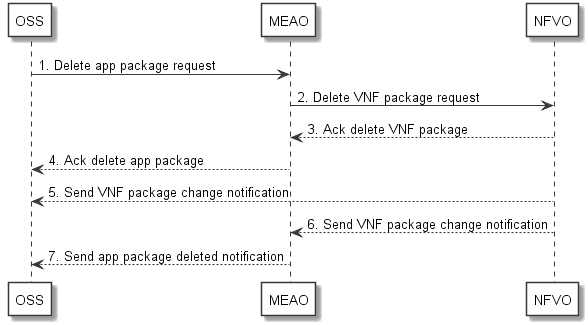 OSS MEAO NFVO
1. Delete app package request
2. Delete VNF package request
3. Ack delete VNF package
4. Ack delete app package
5. Send VNF package change notification
6. Send VNF package change notification
7. Send app package deleted notification
OSS MEAO NFVO